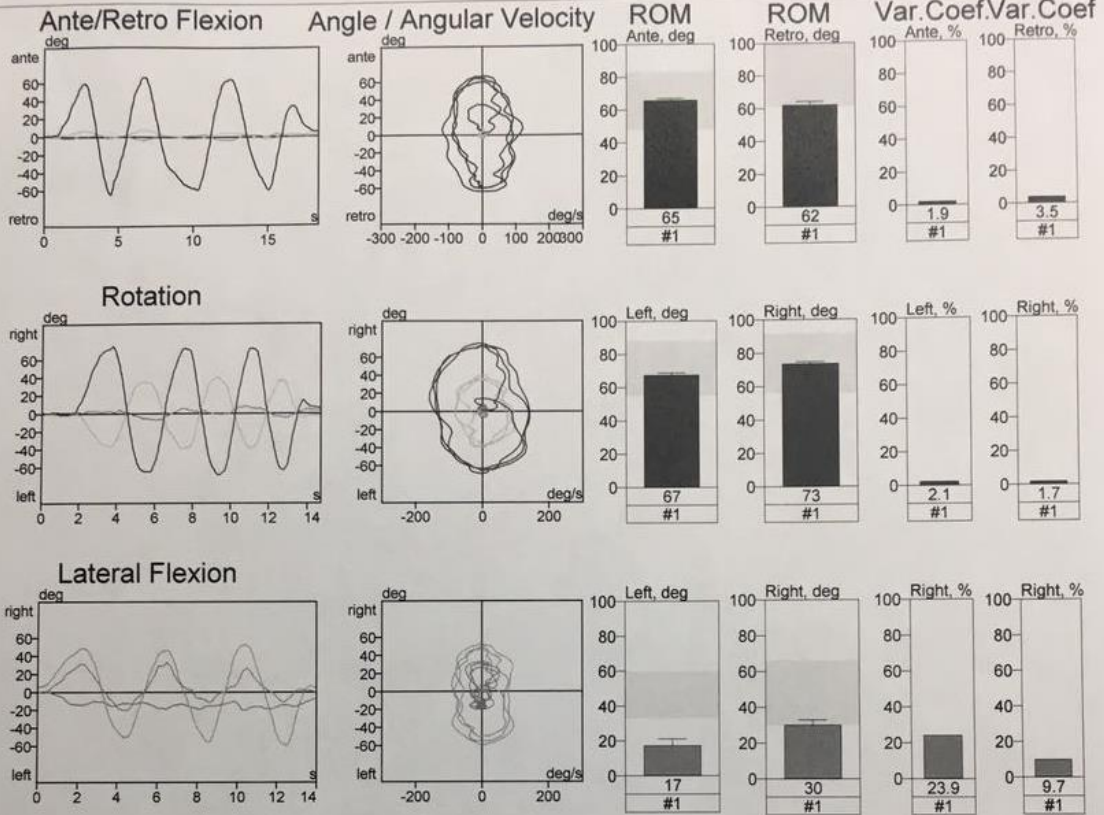 Ante/Retro Flexion Angle / Angular Velocity ROM ROM Var.Coef.Var.Coef
deg deg Ante, deg Retro, deg Ante, % Retro, %
ante ante 100 100 100 100
60 60 80 80 80 80
40 40 60 60 60 60
20 20 40 40 40 40
0 0 20 20 20 20
-20 -20 0 0 0 0
-40 -40
-60 -60
retro s retro deg/s 65 62 1.9 3.5
0 5 10 15 -300 -200 -100 0 100 200300 #1 #1 #1 #1
Rotation
deg deg Left, deg Right, deg Left, % Right, %
right right 100 100 100 100
60 60 80 80 80 80
40 40 60 60 60 60
20 20 40 40 40 40
0 0 20 20 20 20
-20 -20 0 0 0 0
-40 -40
-60 -60
left s left deg/s 67 73 2.1 1.7
0 2 4 6 8 10 12 14 -200 0 200 #1 #1 #1 #1
Lateral Flexion
deg deg Left, deg Right, deg Right, % Right, %
right right 100 100 100 100
60 60 80 80 80 80
40 40 60 60 60 60
20 20 40 40 40 40
0 0 20 20 20 20
-20 -20 0 0 0 0
-40 -40
-60 -60
left s left deg/s 17 30 23.9 9.7
0 2 4 6 8 10 12 14 -200 0 200 #1 #1 #1 #1